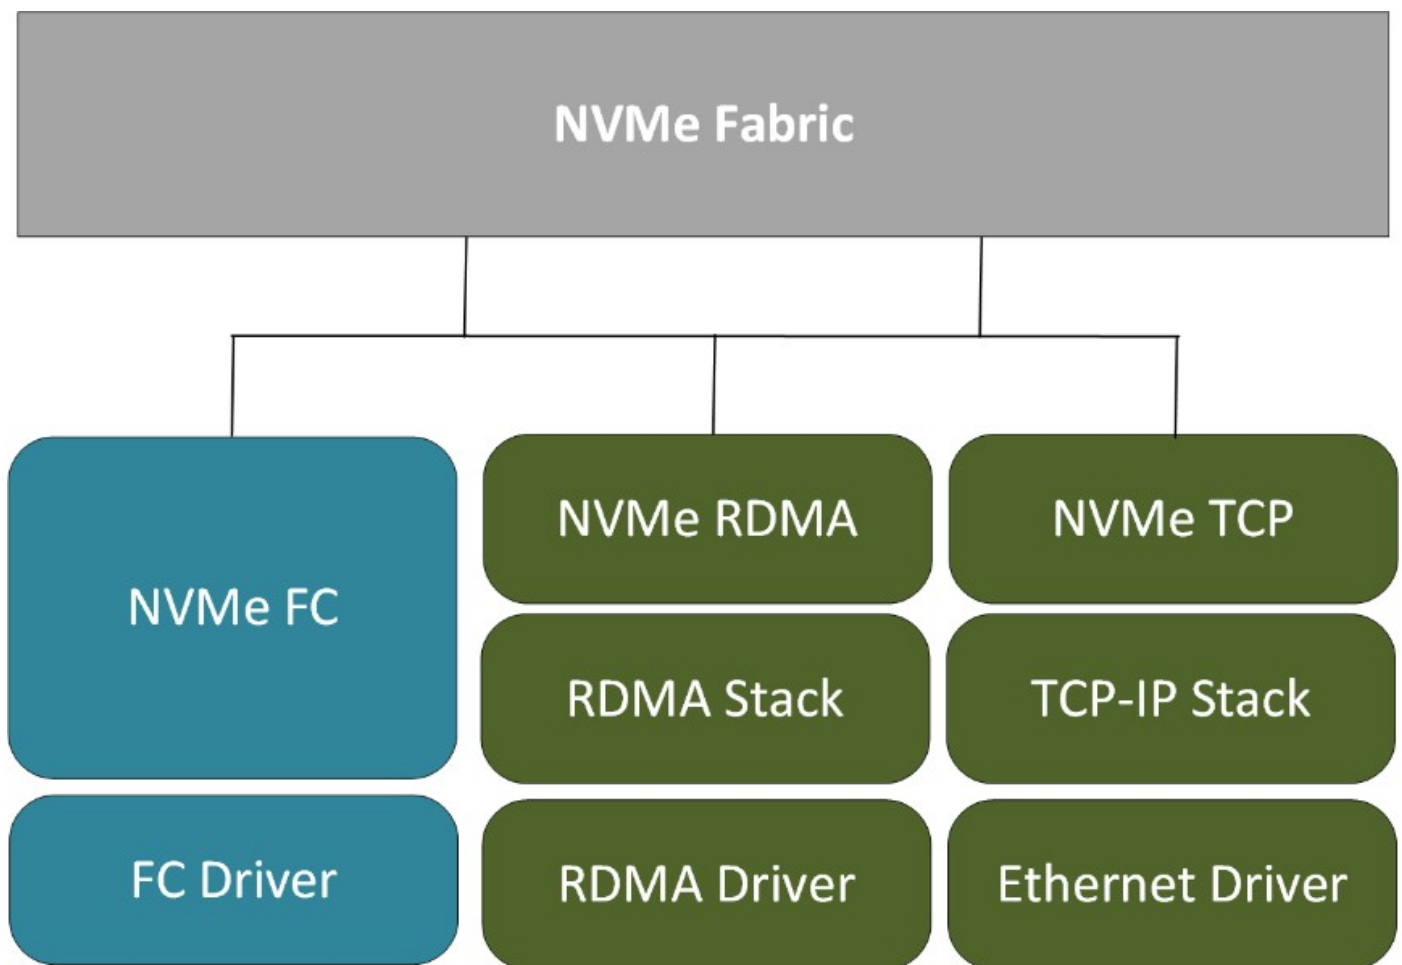 NVMe Fabric
NVMe FC
NVMe RDMA
NVMe TCP
RDMA Stack
TCP-IP Stack
FC Driver
RDMA Driver
Ethernet Driver